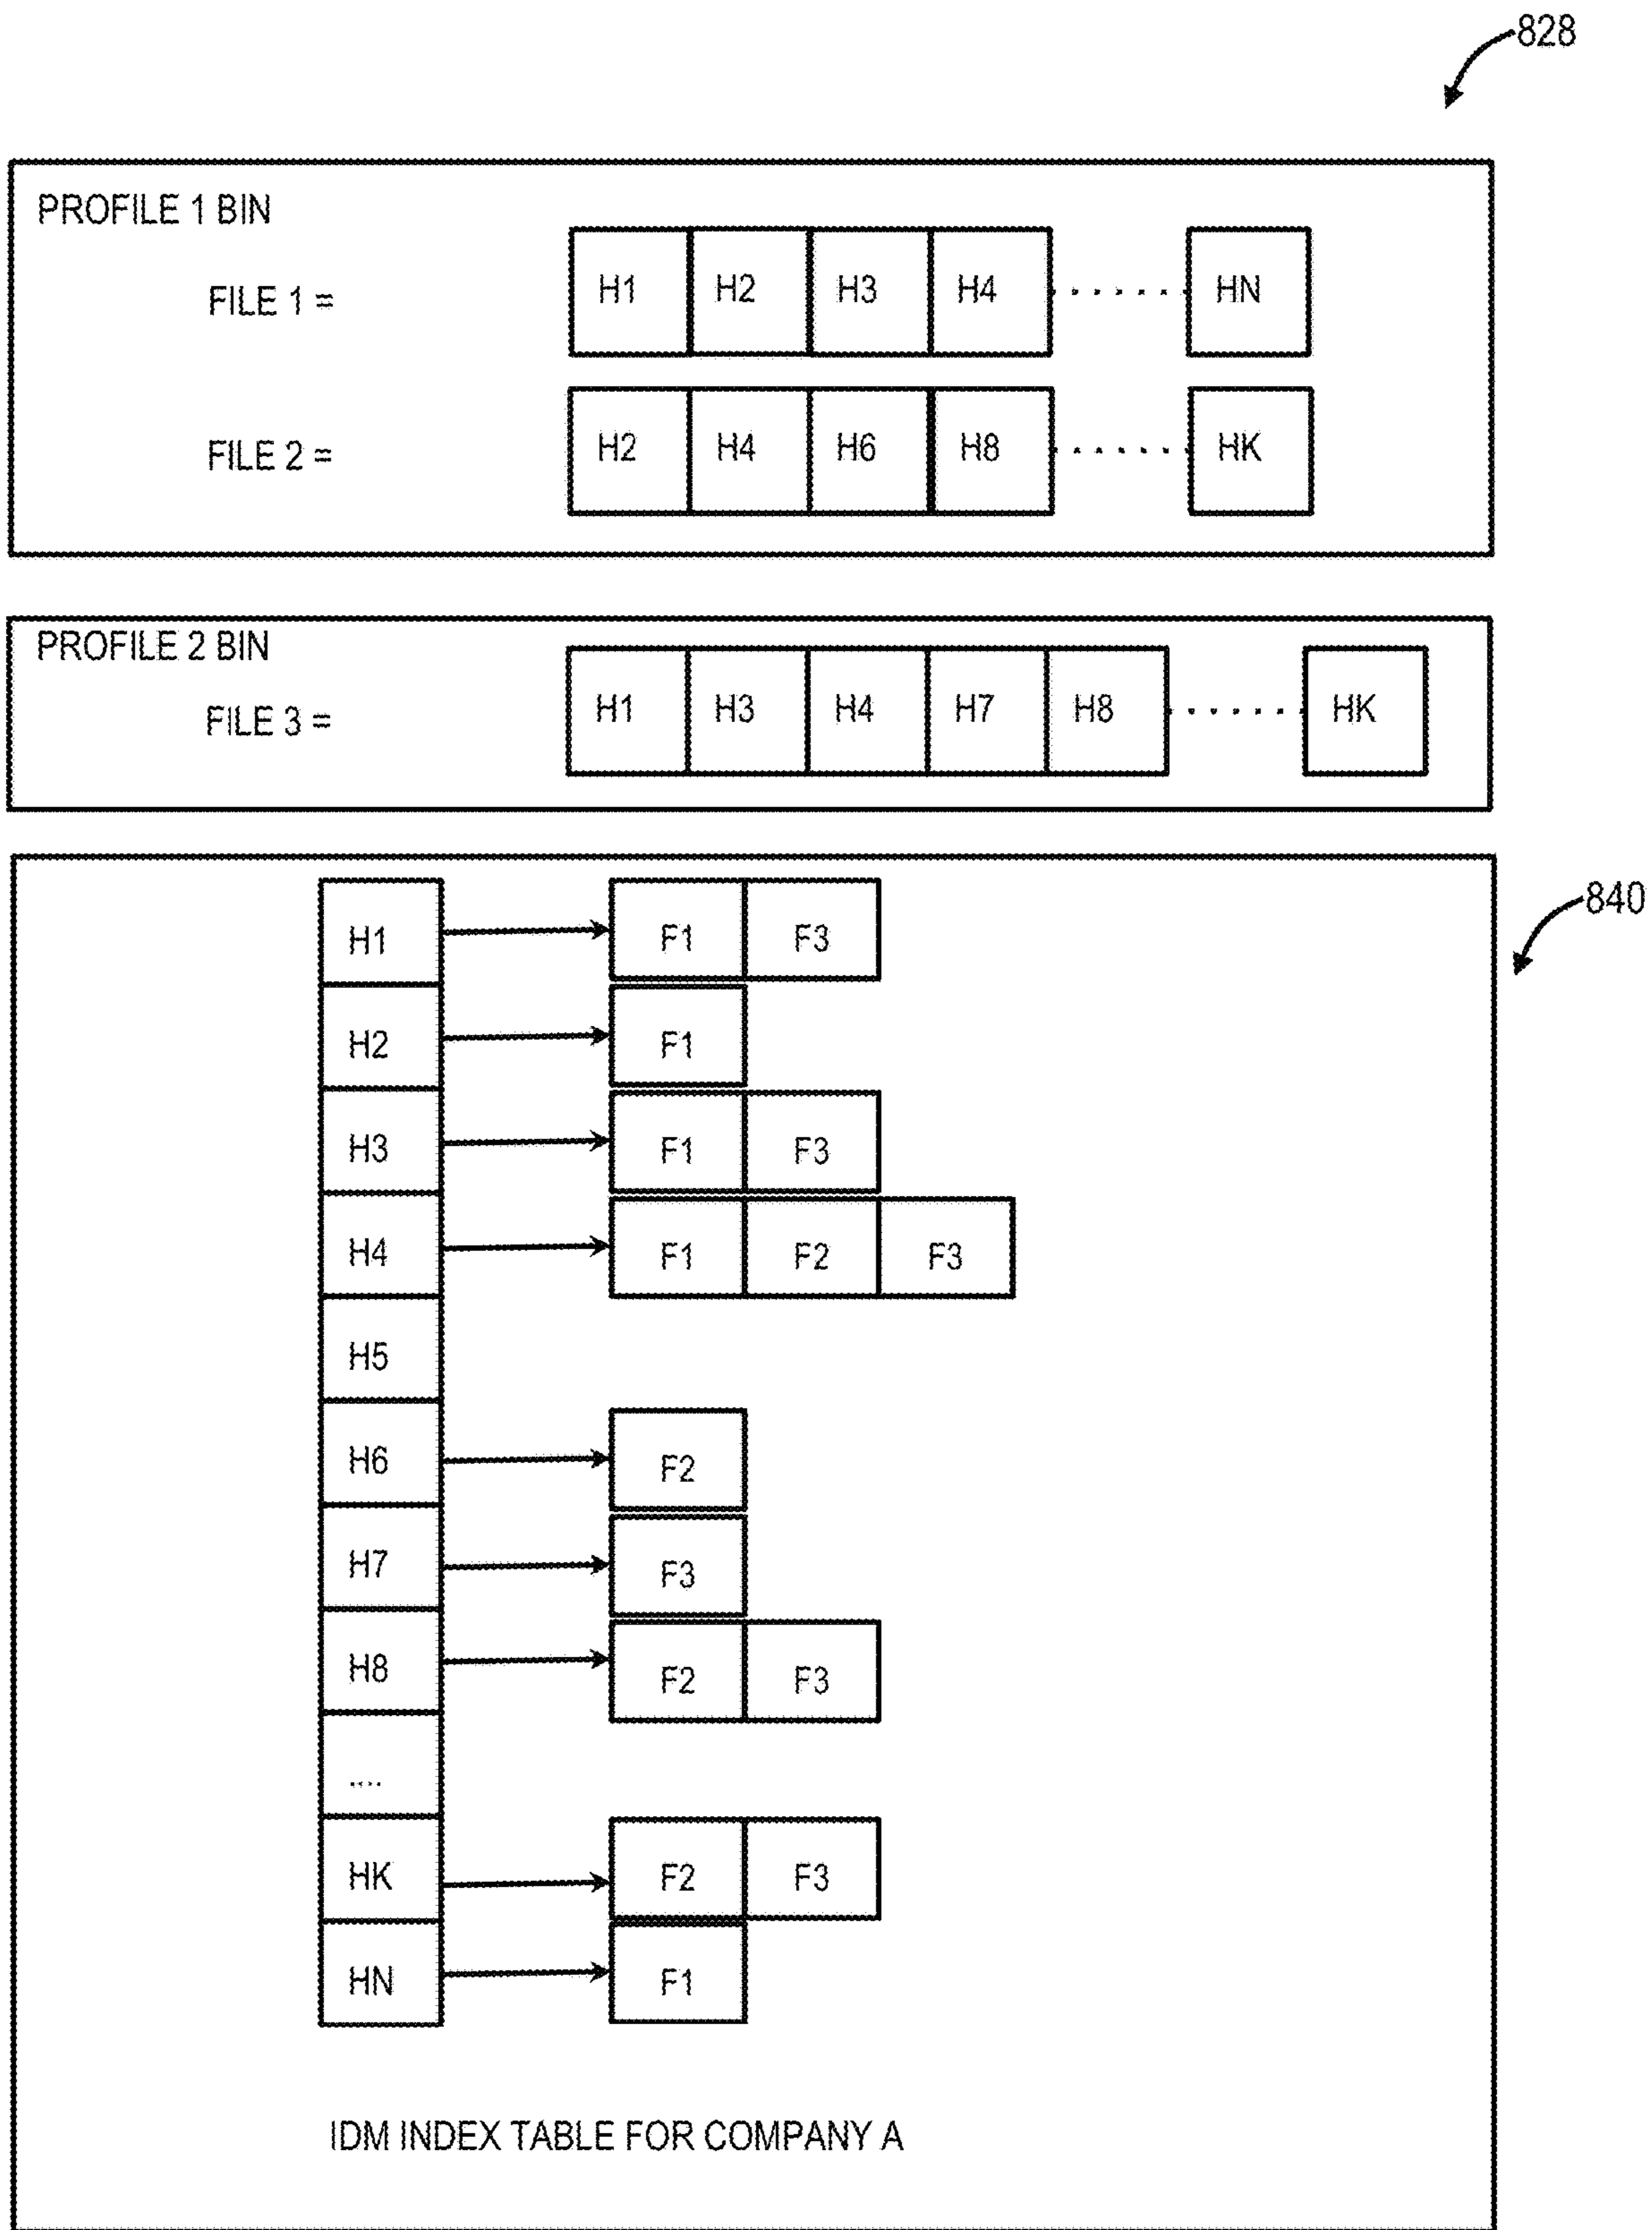 828
PROFILE 1 BIN
FILE 1 = H1 H2 H3 H4 ...... HN
FILE 2 = H2 H4 H6 H8 ...... HK
PROFILE 2 BIN
FILE 3 = H1 H3 H4 H7 H8 ...... HK
840
H1 F1 F3
H2 F1
H3 F1 F3
H4 F1 F2 F3
H5
H6 F2
H7 F3
H8 F2 F3
....
HK F2 F3
HN F1
IDM INDEX TABLE FOR COMPANY A